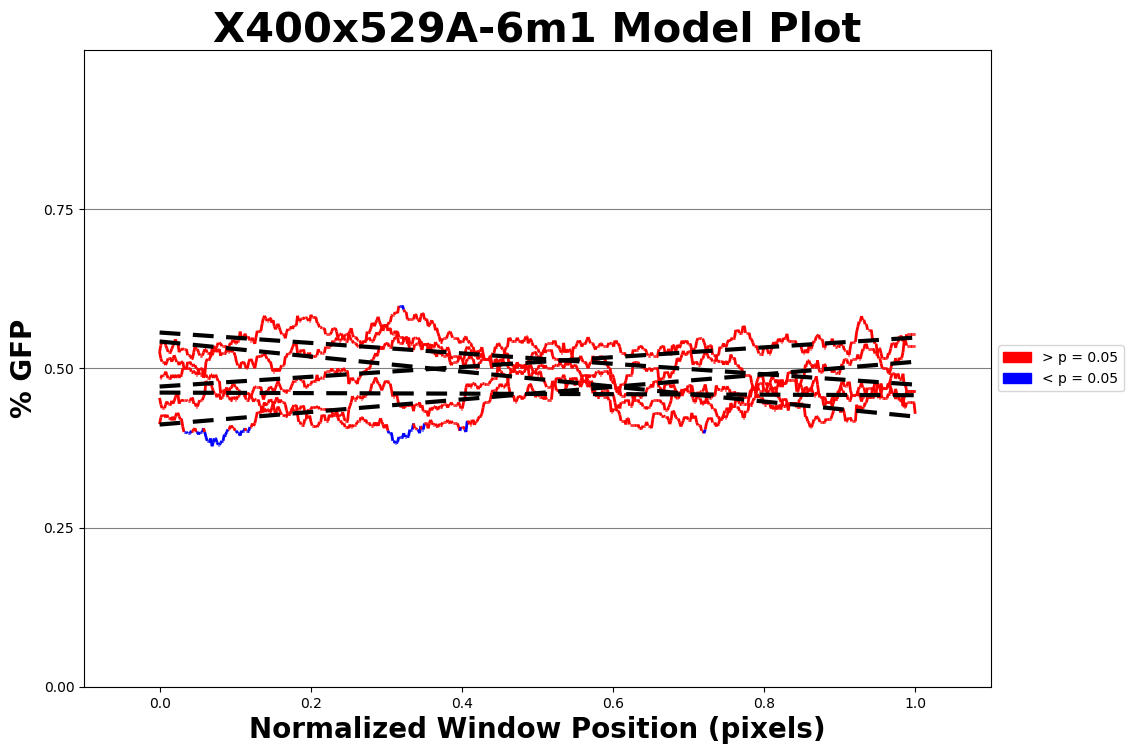 X400x529A-6m1 Model Plot
% GFP
0.75
0.50
0.25
0.00
0.0 0.2 0.4 0.6 0.8 1.0
Normalized Window Position (pixels)
> p = 0.05
< p = 0.05